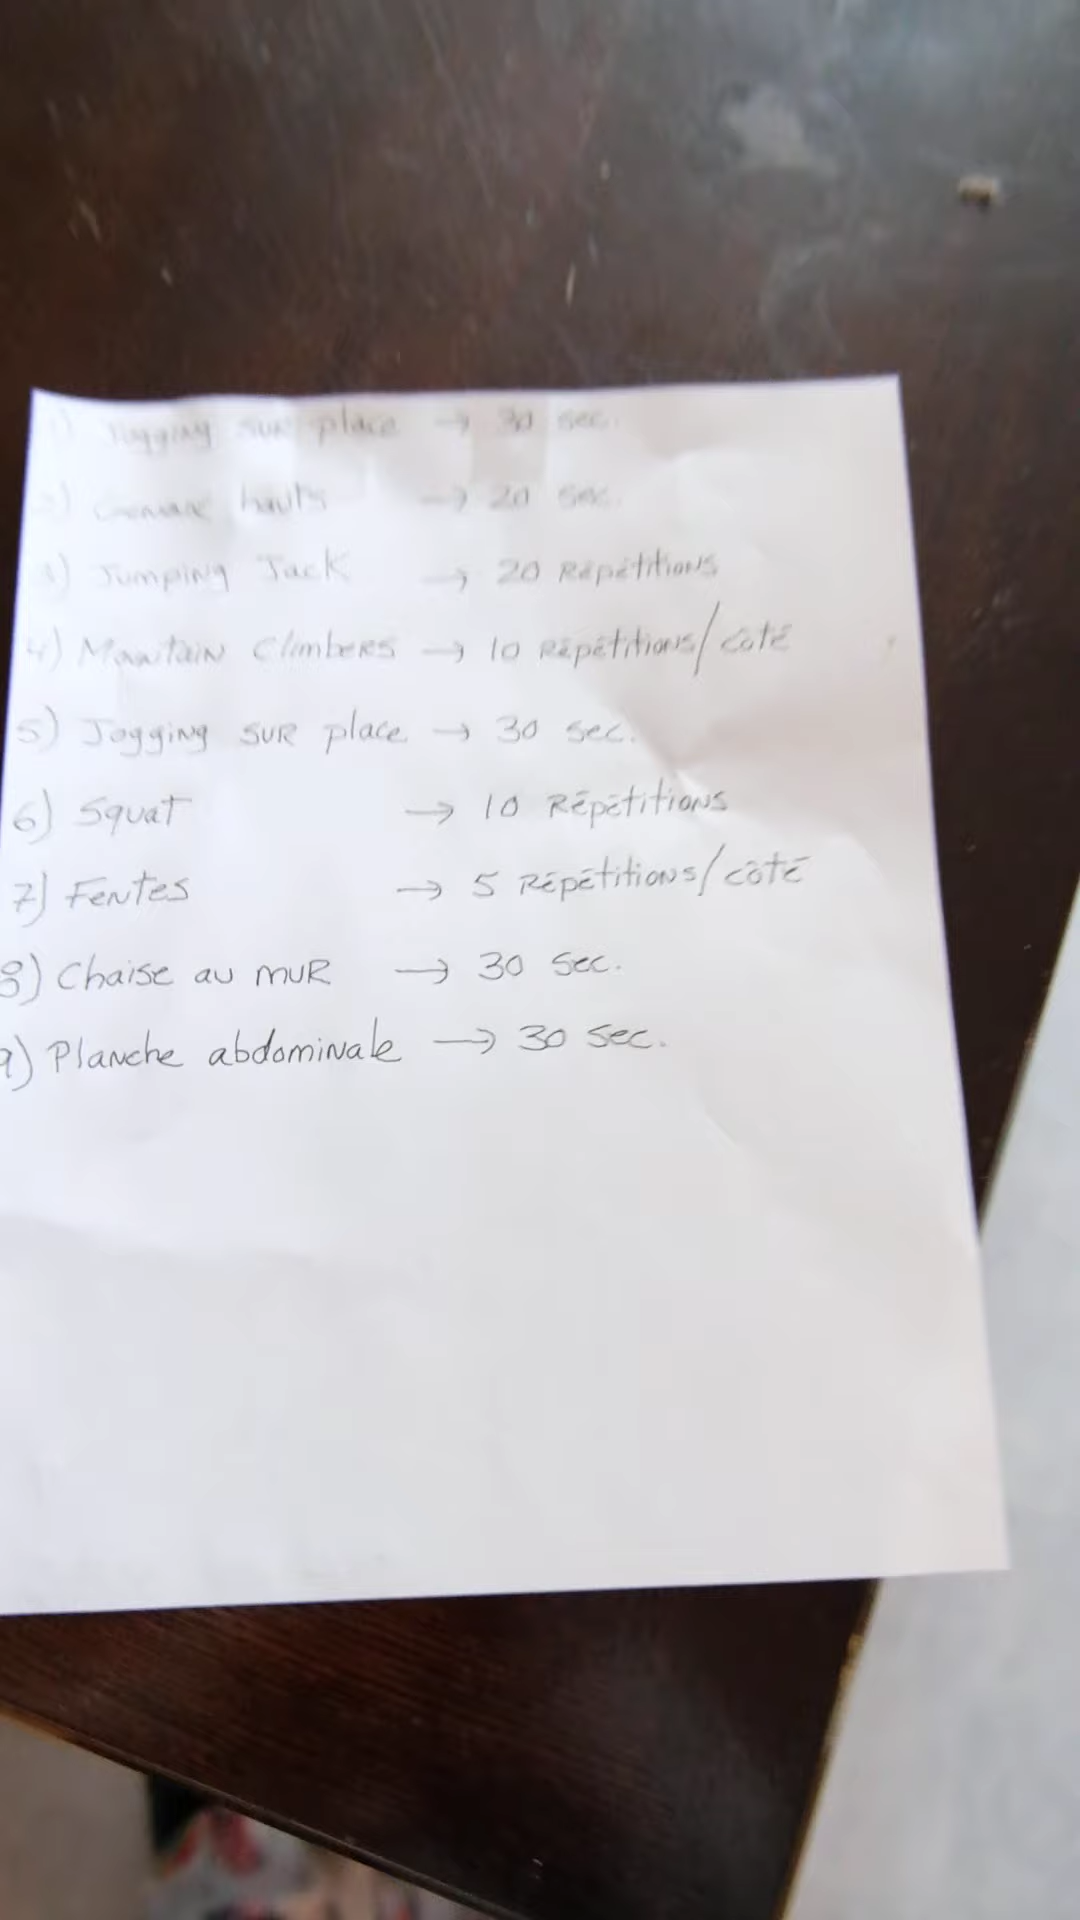 1) Jogging sur place → 30 sec.
2) hauts → 20 sec.
3) Jumping Jack → 20 Répétitions
4) Mountain Climbers → 10 Répétitions/côté
5) Jogging sur place → 30 sec.
6) Squat → 10 Répétitions
7) Fentes → 5 Répétitions/côté
8) Chaise au mur → 30 sec.
9) Planche abdominale → 30 sec.